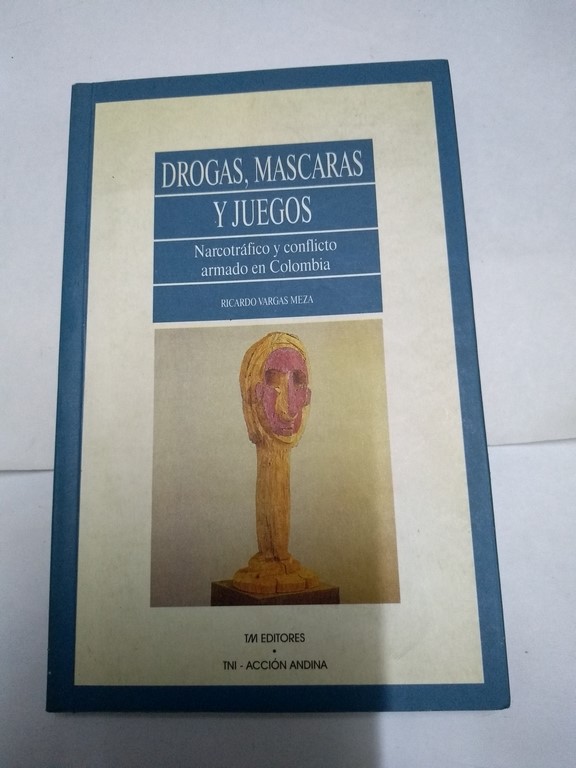 DROGAS, MASCARAS
Y JUEGOS
Narcotráfico y conflicto
armado en Colombia
RICARDO VARGAS MEZA
TM EDITORES
•
TNI - ACCIÓN ANDINA